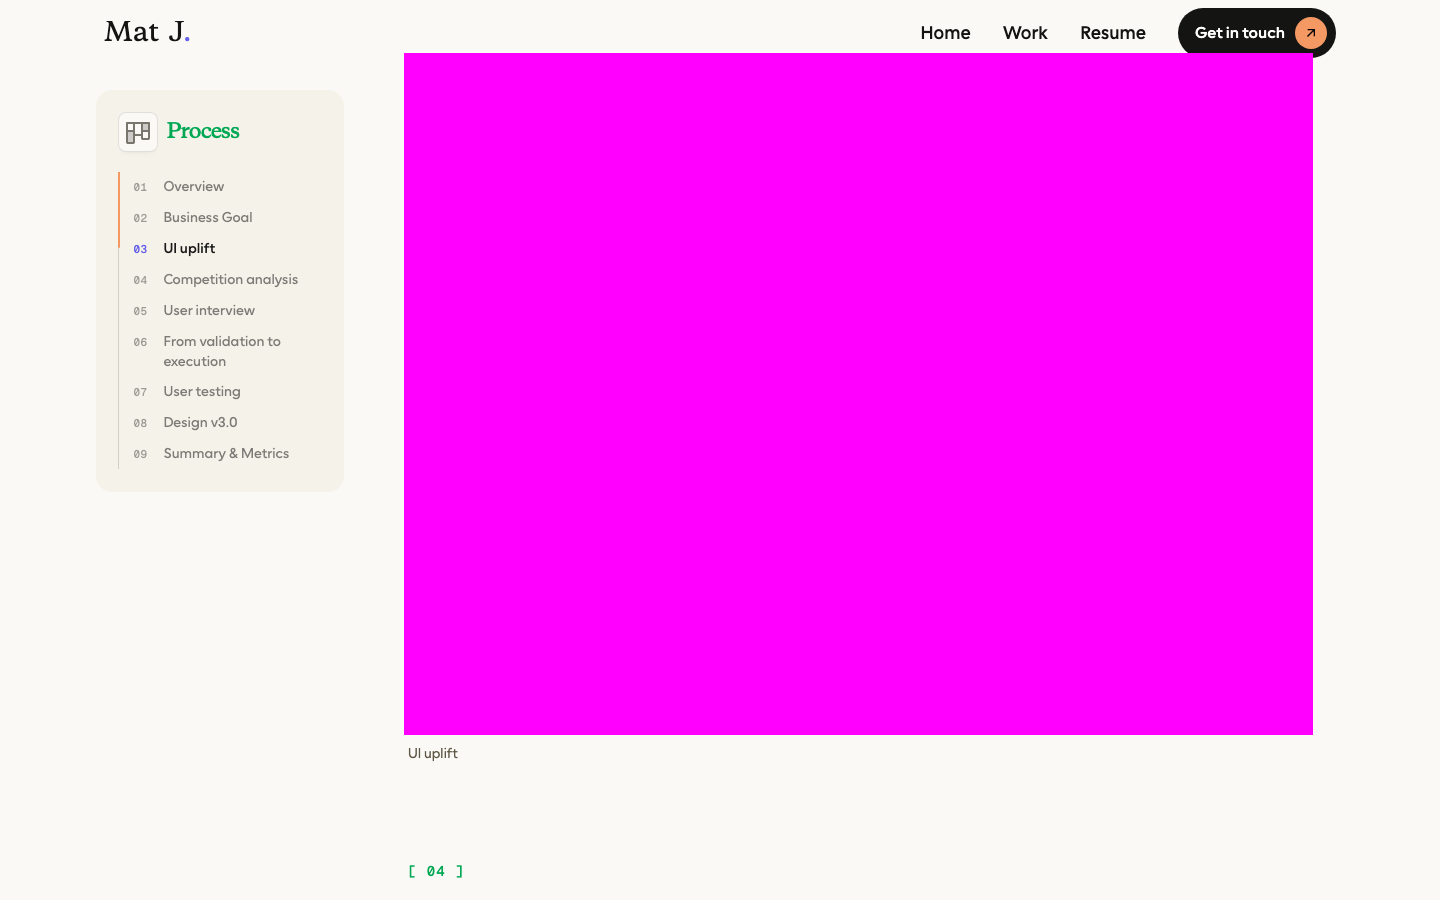 Mat J.
Home
Work
Resume
Get in touch
Process
01 Overview
02 Business Goal
03 UI uplift
04 Competition analysis
05 User interview
06 From validation to
execution
07 User testing
08 Design v3.0
09 Summary & Metrics
UI uplift
[ 04 ]